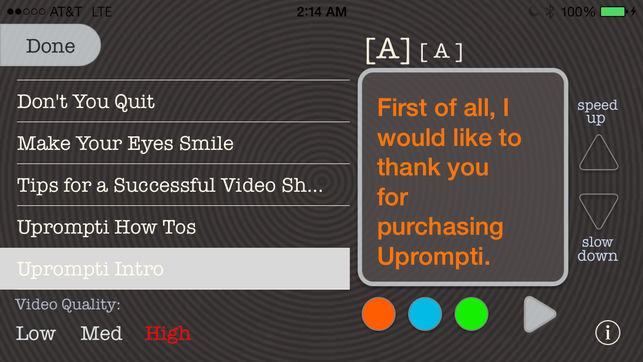 AT&T LTE 2:14 AM 100%
Done
[A] [A]
Don't You Quit
Make Your Eyes Smile
Tips for a Successful Video Sh...
Uprompti How Tos
Uprompti Intro
Video Quality:
Low Med High
First of all, I
would like to
thank you
for
purchasing
Uprompti.
speed
up
slow
down
i